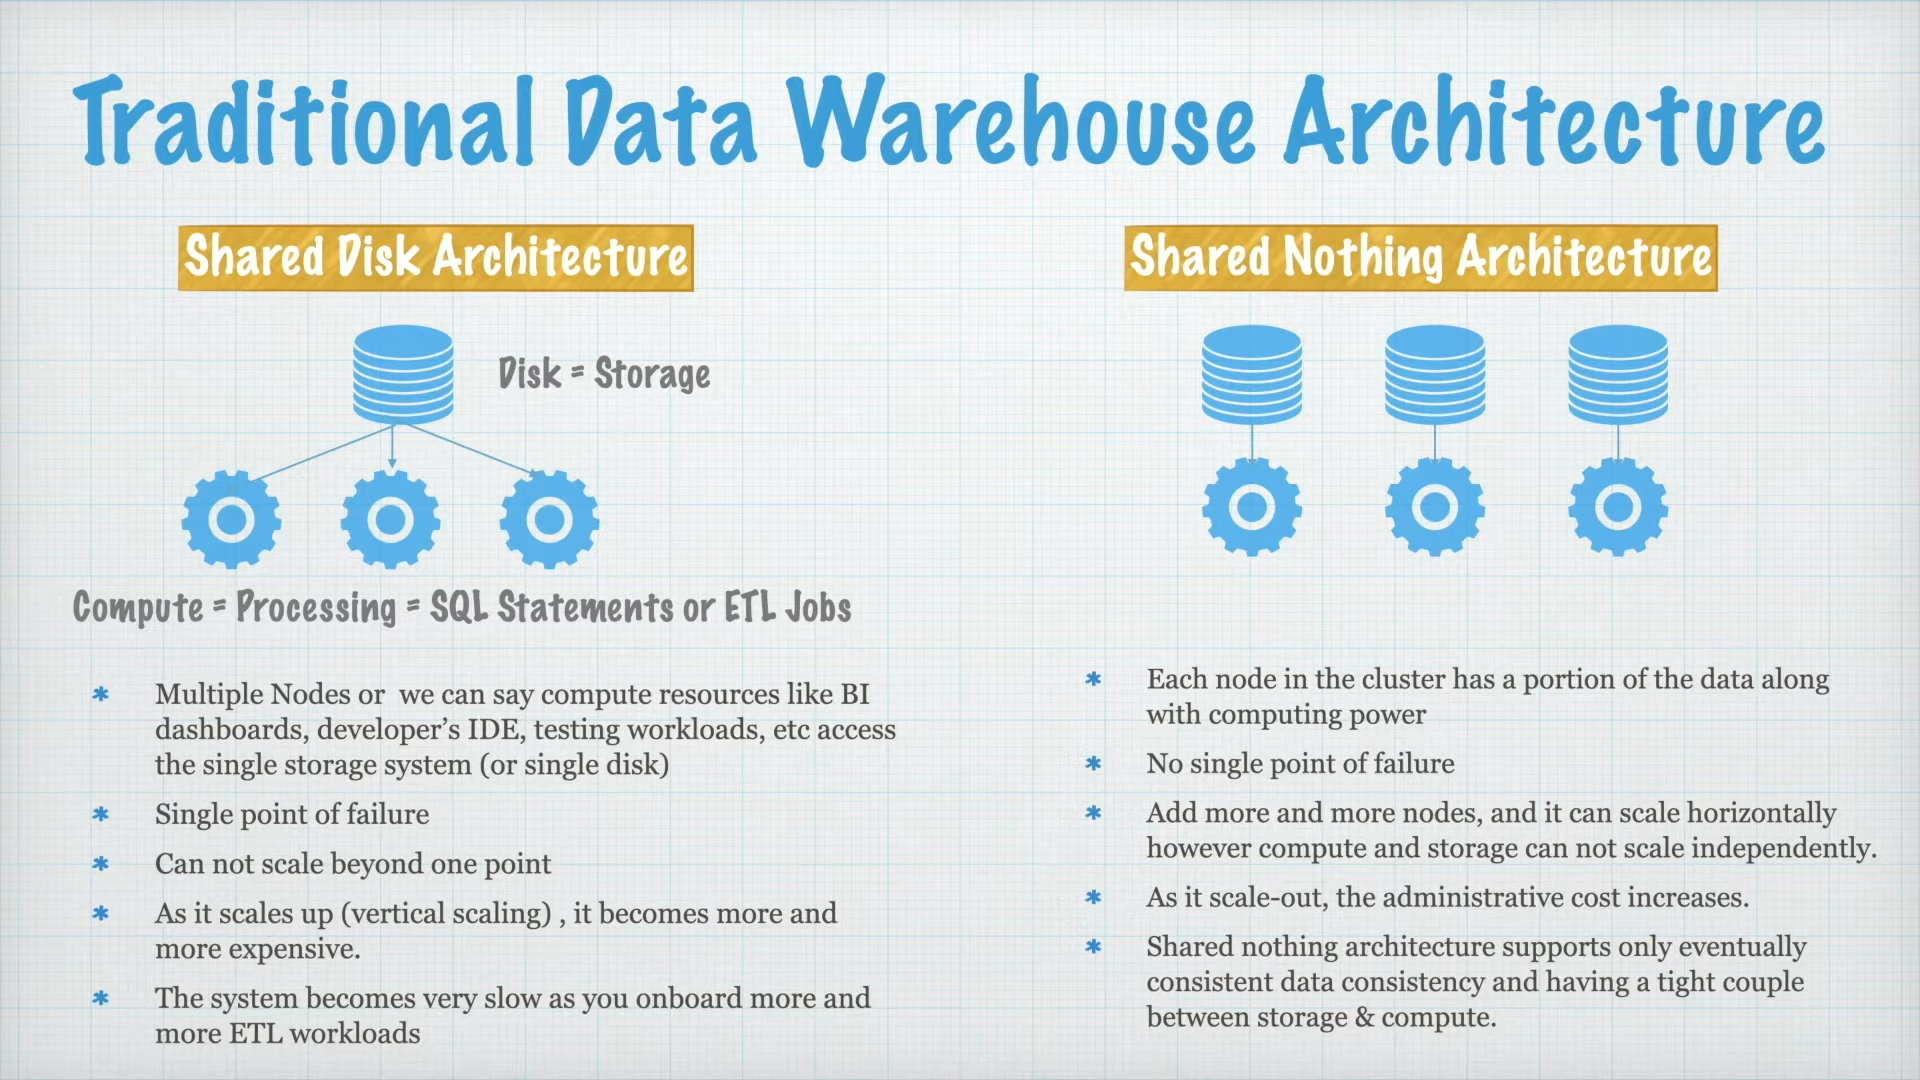 Traditional Data Warehouse Architecture
Shared Disk Architecture
Disk = Storage
Compute = Processing = SQL Statements or ETL Jobs
* Multiple Nodes or  we can say compute resources like BI
dashboards, developer’s IDE, testing workloads, etc access
the single storage system (or single disk)
* Single point of failure
* Can not scale beyond one point
* As it scales up (vertical scaling) , it becomes more and
more expensive.
* The system becomes very slow as you onboard more and
more ETL workloads
Shared Nothing Architecture
* Each node in the cluster has a portion of the data along
with computing power
* No single point of failure
* Add more and more nodes, and it can scale horizontally
however compute and storage can not scale independently.
* As it scale-out, the administrative cost increases.
* Shared nothing architecture supports only eventually
consistent data consistency and having a tight couple
between storage & compute.